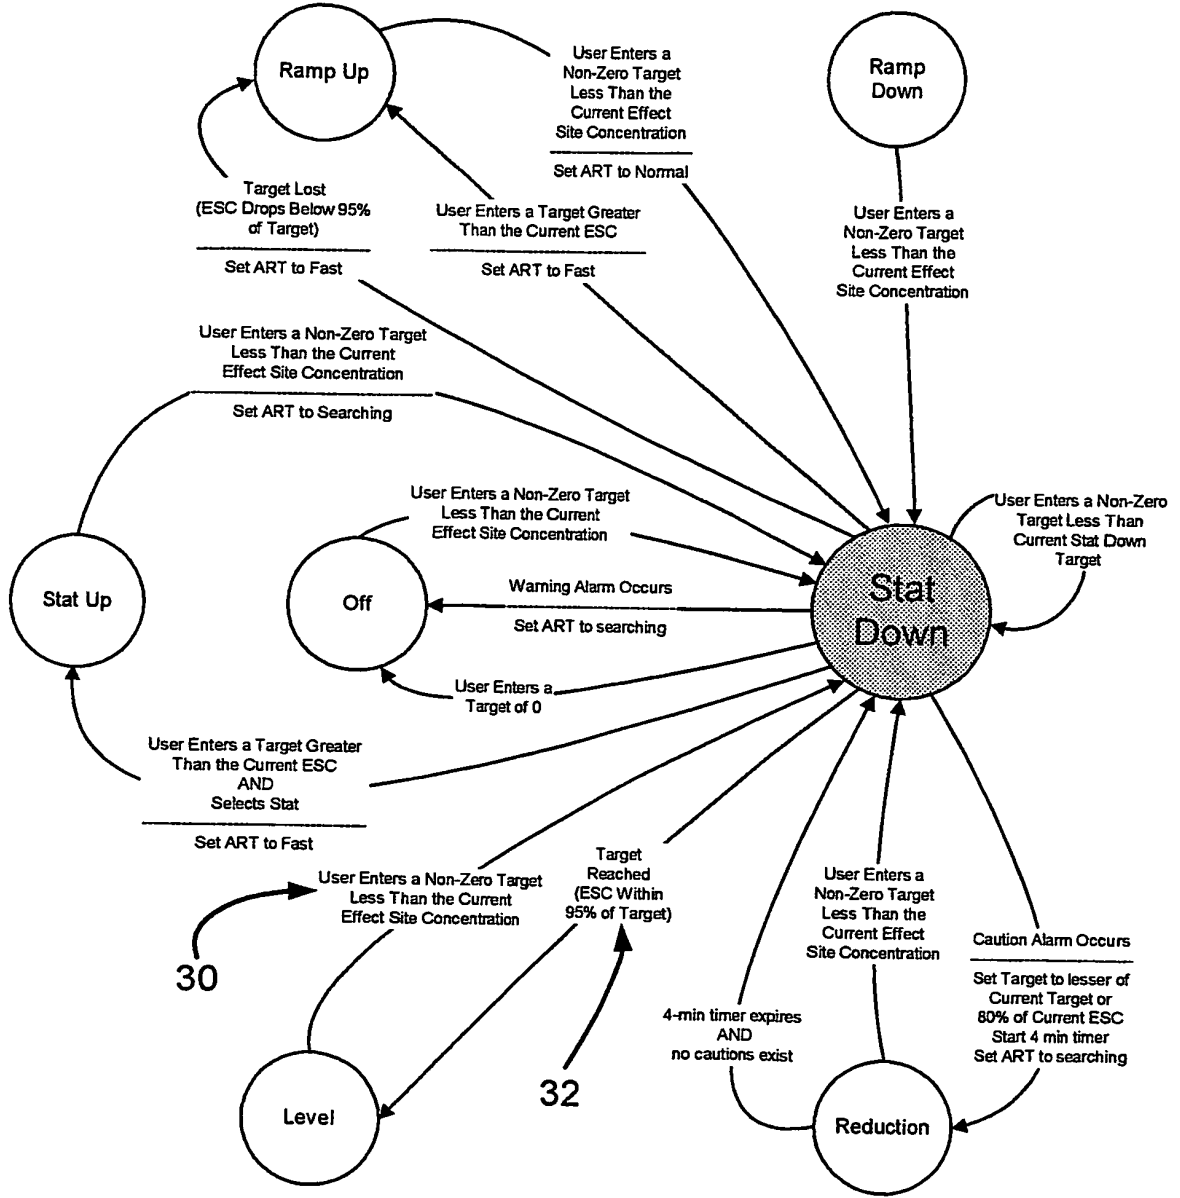 Ramp Up
User Enters a
Non-Zero Target
Less Than the
Current Effect
Site Concentration
Set ART to Normal
Ramp
Down
User Enters a
Non-Zero Target
Less Than the
Current Effect
Site Concentration
Target Lost
(ESC Drops Below 95%
of Target)
Set ART to Fast
User Enters a Target Greater
Than the Current ESC
Set ART to Fast
User Enters a Non-Zero Target
Less Than the Current
Effect Site Concentration
Set ART to Searching
User Enters a Non-Zero Target
Less Than the Current
Effect Site Concentration
User Enters a Non-Zero
Target Less Than
Current Stat Down
Target
Stat Up
Off
Warning Alarm Occurs
Set ART to searching
Stat
Down
User Enters a
Target of 0
User Enters a Target Greater
Than the Current ESC
AND
Selects Stat
Set ART to Fast
User Enters a Non-Zero Target
Less Than the Current
Effect Site Concentration
30
Target
Reached
(ESC Within
95% of Target)
32
User Enters a
Non-Zero Target
Less Than the
Current Effect
Site Concentration
Caution Alarm Occurs
Set Target to lesser of
Current Target or
80% of Current ESC
Start 4 min timer
Set ART to searching
4-min timer expires
AND
no cautions exist
Level
Reduction